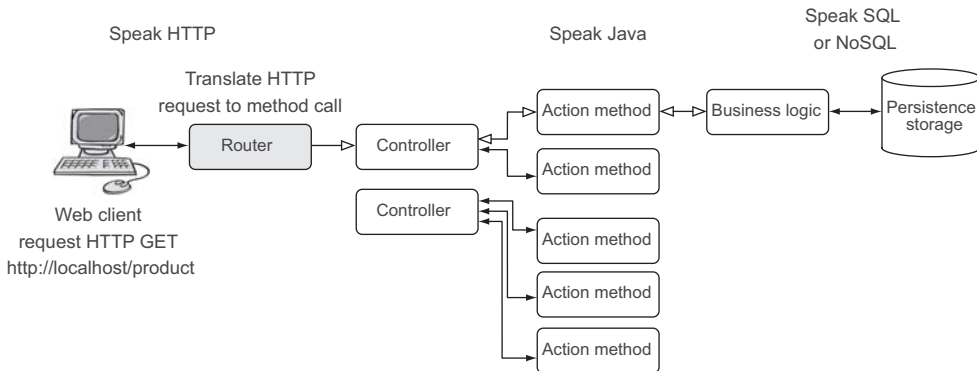 Speak HTTP
Speak Java
Speak SQL
or NoSQL
Translate HTTP
request to method call
Router
Controller
Action method
Business logic
Persistence
storage
Action method
Controller
Action method
Action method
Action method
Web client
request HTTP GET
http://localhost/product